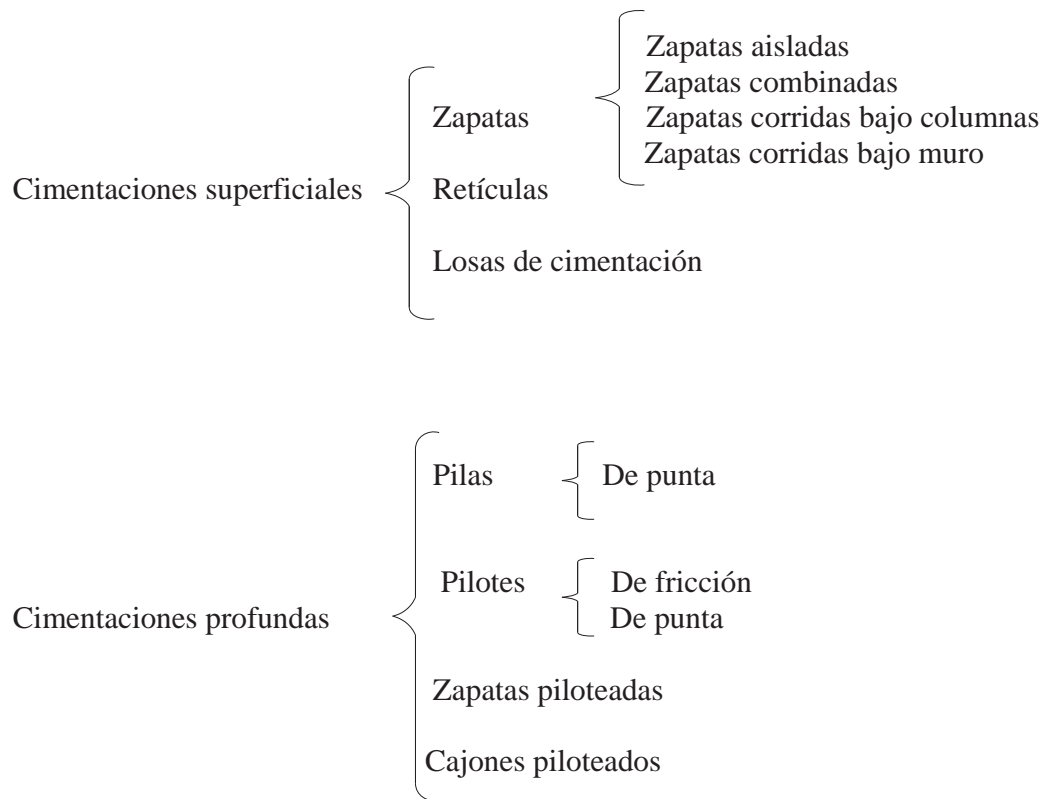 Zapatas aisladas
Zapatas combinadas
Zapatas Zapatas corridas bajo columnas
Zapatas corridas bajo muro
Cimentaciones superficiales Retículas
Losas de cimentación
Pilas De punta
Pilotes De fricción
Cimentaciones profundas De punta
Zapatas piloteadas
Cajones piloteados